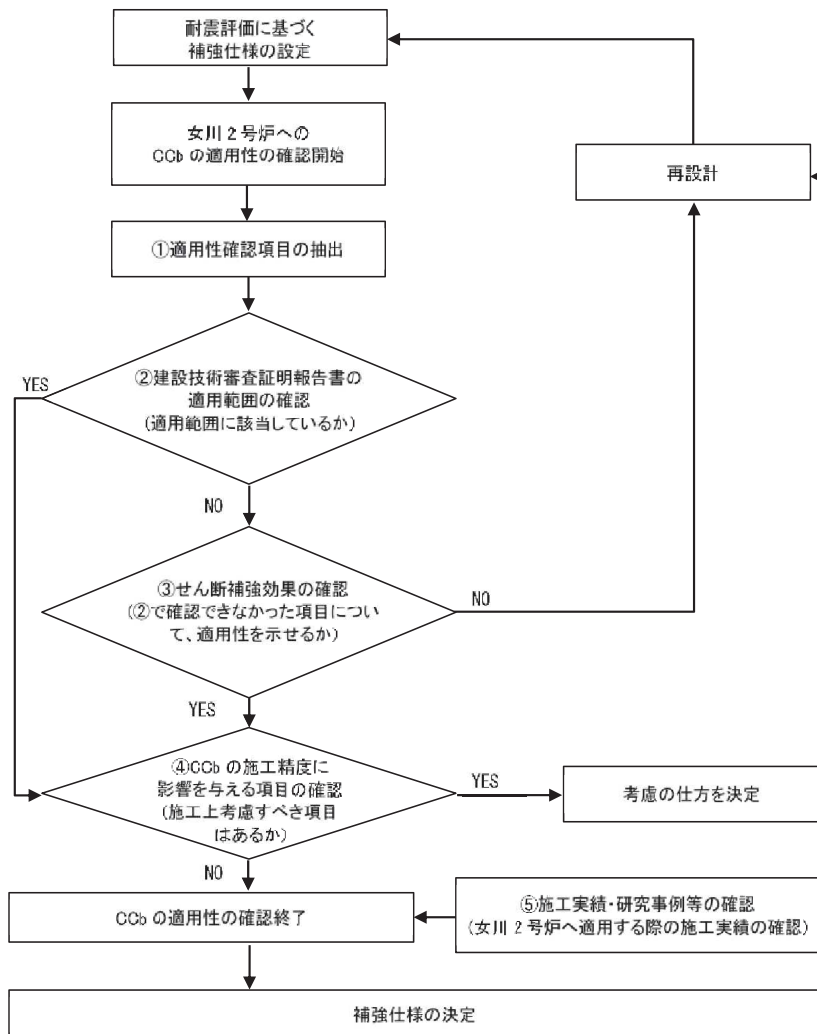 耐震評価に基づく
補強仕様の設定
女川２号炉への
CCb の適用性の確認開始
再設計
①適用性確認項目の抽出
YES
②建設技術審査証明報告書の
適用範囲の確認
（適用範囲に該当しているか）
NO
③せん断補強効果の確認
（②で確認できなかった項目につい
て、適用性を示せるか）
NO
YES
④CCb の施工精度に
影響を与える項目の確認
（施工上考慮すべき項目
はあるか）
YES
考慮の仕方を決定
NO
CCb の適用性の確認終了
⑤施工実績・研究事例等の確認
（女川２号炉へ適用する際の施工実績の確認）
補強仕様の決定